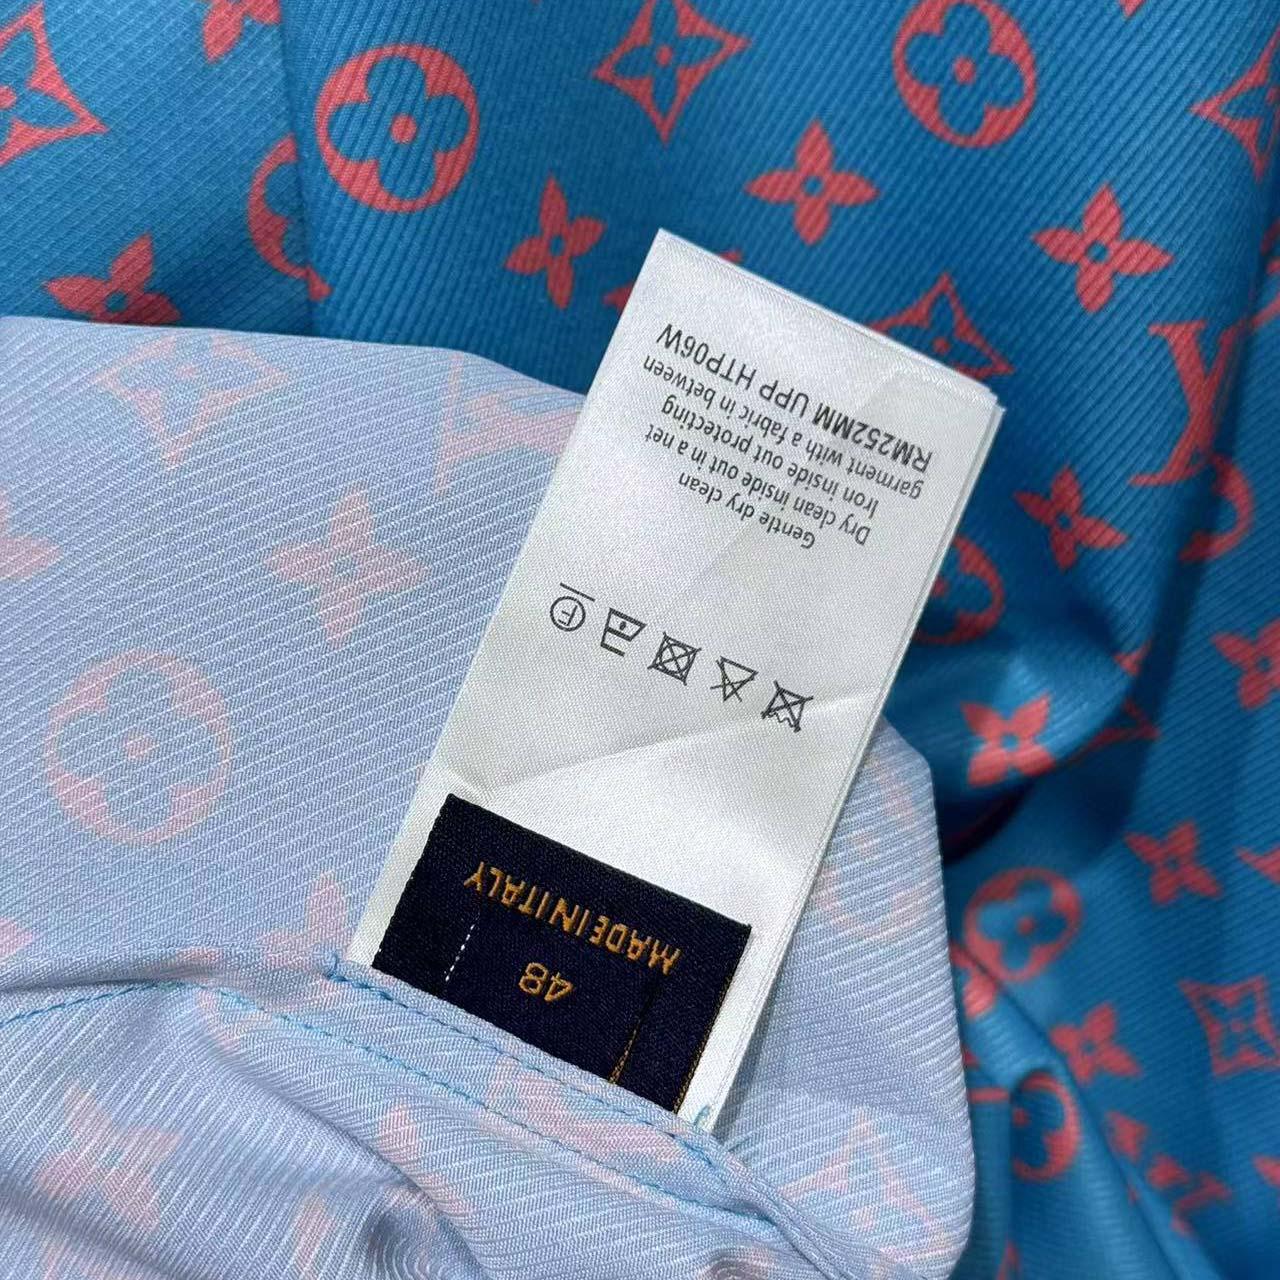 RM252MM UPP HTP06W
garment with a fabric in between
Iron inside out protecting
Dry clean inside out in a net
Gentle dry clean
F
MADE IN ITALY
48